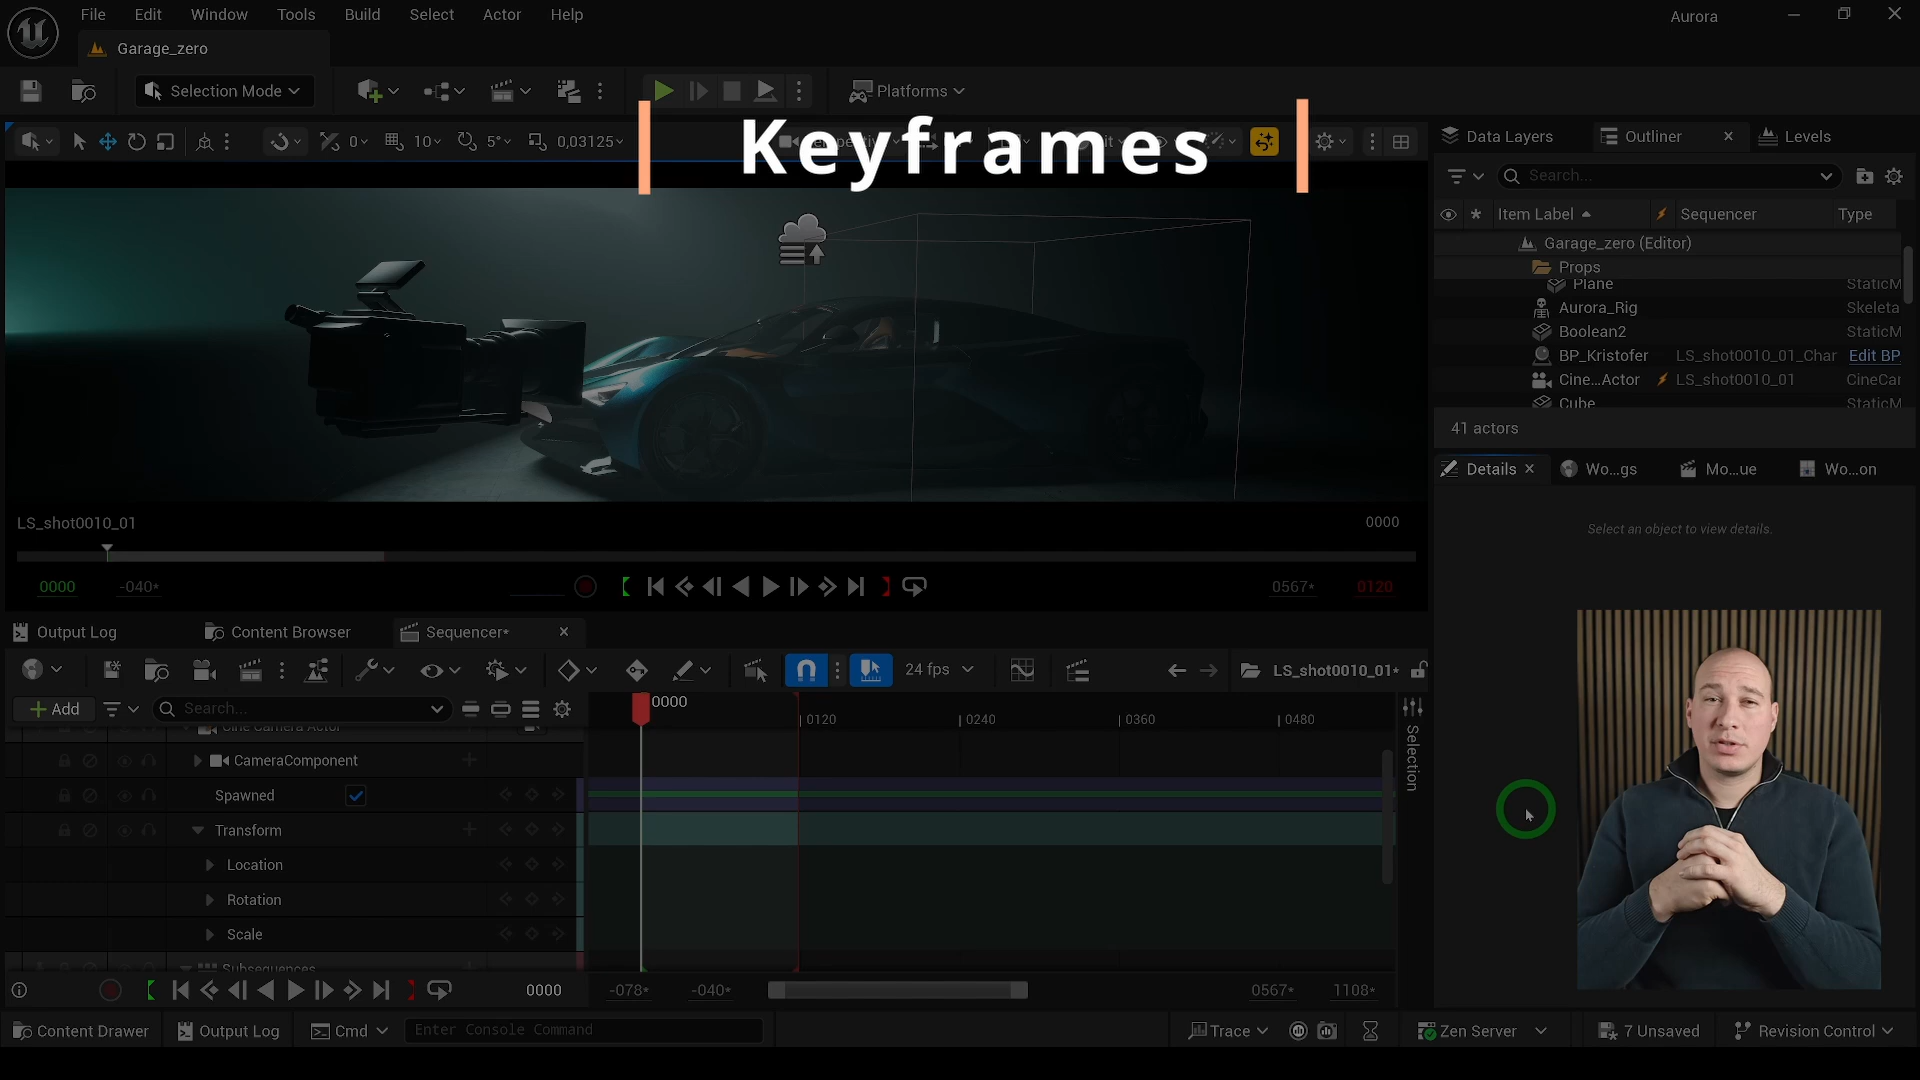 File Edit Window Tools Build Select Actor Help
Aurora
Garage_zero
Selection Mode
Platforms
0 10 5° 0,03125
Keyframes
Data Layers Outliner Levels
Search...
Item Label Sequencer Type
Garage_zero (Editor)
Props
Plane StaticM
Aurora_Rig Skeleta
Boolean2 StaticM
BP_Kristofer LS_shot0010_01_Char Edit BP
Cine...Actor LS_shot0010_01 CineCar
Cube StaticM
41 actors
Details Wo...gs Mo...ue Wo...on
Select an object to view details.
LS_shot0010_01 0000
0000 -040* 0567* 0120
Output Log Content Browser Sequencer*
24 fps LS_shot0010_01*
Add Search... 0000
0120 0240 0360 0480
Selection
Cine Camera Actor
CameraComponent
Spawned
Transform
Location
Rotation
Scale
Subsequences
0000 -078* -040* 0567* 1108*
Content Drawer Output Log Cmd Enter Console Command Trace Zen Server 7 Unsaved Revision Control